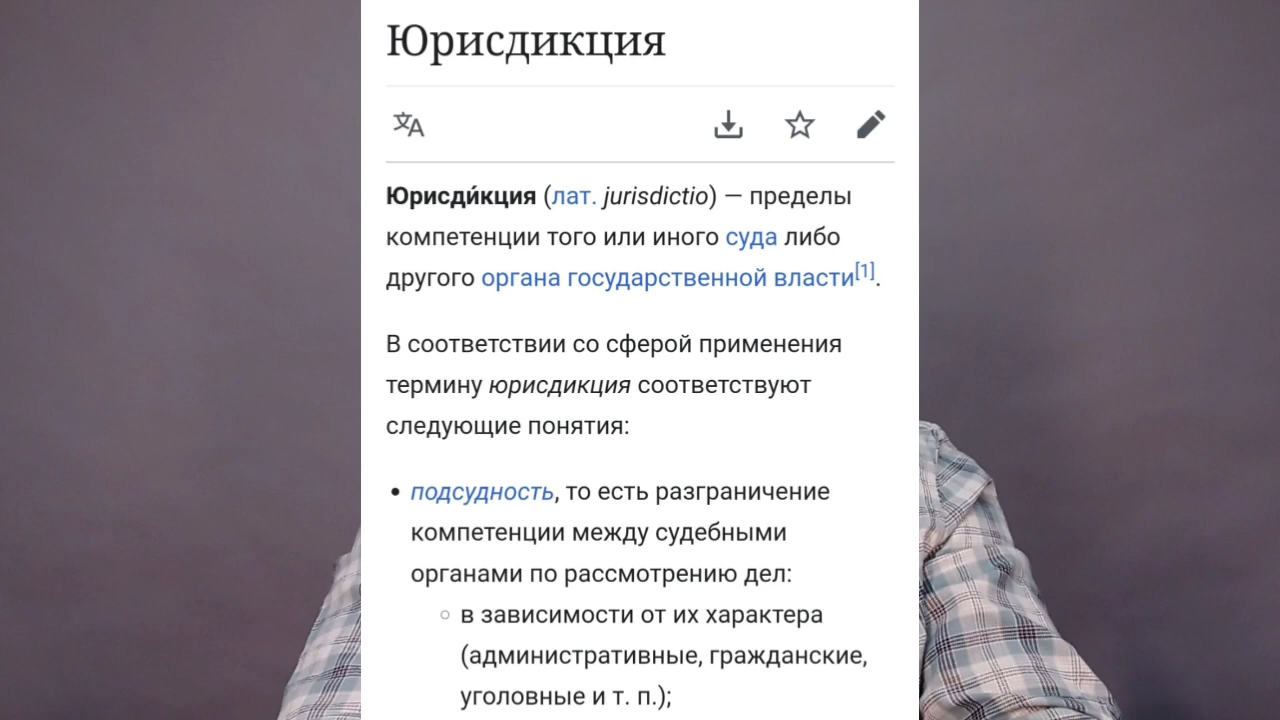 Юрисдикция
Юрисди́кция (лат. jurisdictio) — пределы
компетенции того или иного суда либо
другого органа государственной власти[1].
В соответствии со сферой применения
термину юрисдикция соответствуют
следующие понятия:
• подсудность, то есть разграничение
компетенции между судебными
органами по рассмотрению дел:
◦ в зависимости от их характера
(административные, гражданские,
уголовные и т. п.);